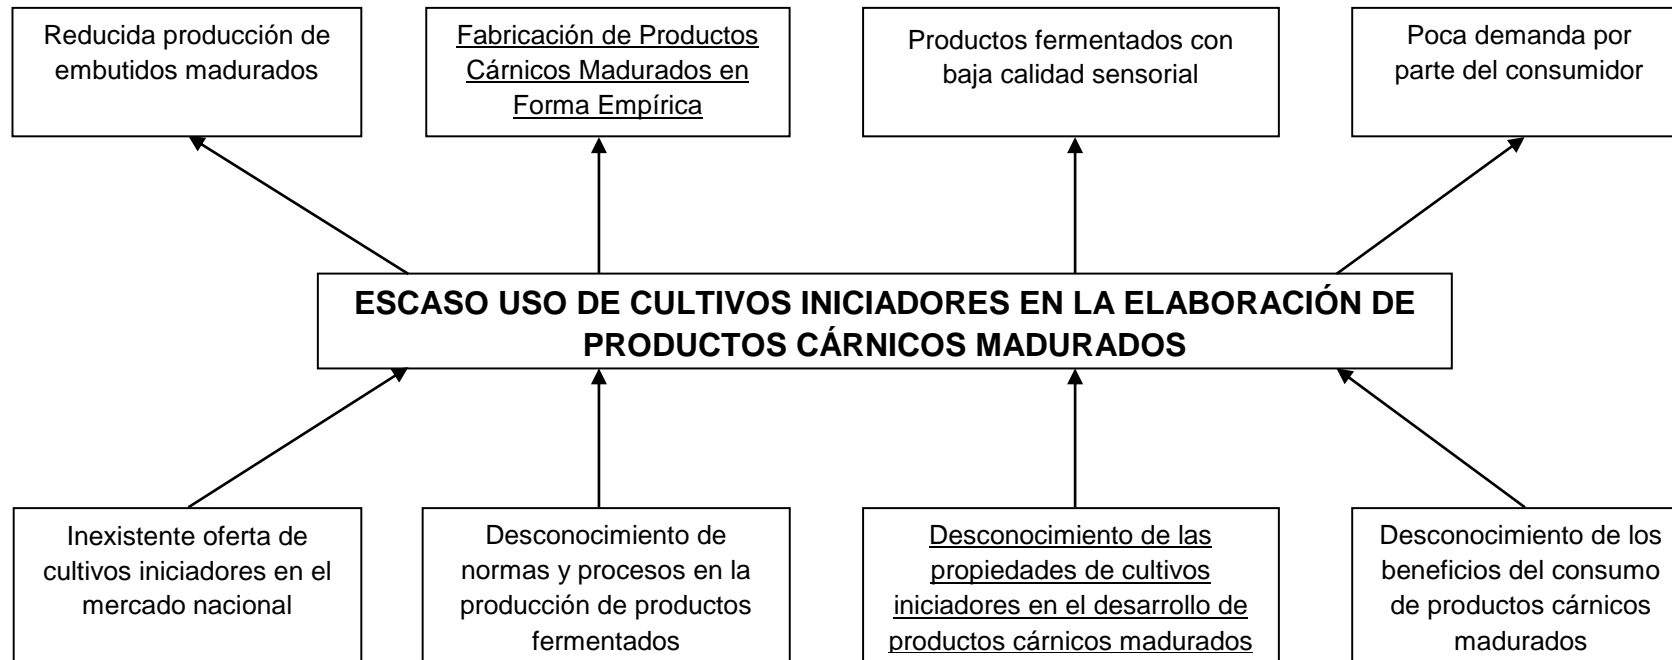 Reducida producción de
embutidos madurados
Fabricación de Productos
Cárnicos Madurados en
Forma Empírica
Productos fermentados con
baja calidad sensorial
Poca demanda por
parte del consumidor
ESCASO USO DE CULTIVOS INICIADORES EN LA ELABORACIÓN DE
PRODUCTOS CÁRNICOS MADURADOS
Inexistente oferta de
cultivos iniciadores en el
mercado nacional
Desconocimiento de
normas y procesos en la
producción de productos
fermentados
Desconocimiento de las
propiedades de cultivos
iniciadores en el desarrollo de
productos cárnicos madurados
Desconocimiento de los
beneficios del consumo
de productos cárnicos
madurados